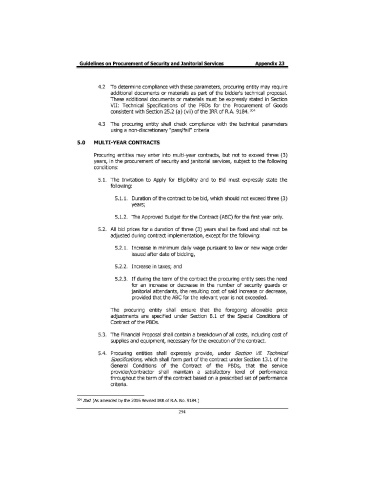 Guidelines on Procurement of Security and Janitorial Services Appendix 23
4.2 To determine compliance with these parameters, procuring entity may require
additional documents or materials as part of the bidder's technical proposal.
These additional documents or materials must be expressly stated in Section
VII: Technical Specifications of the PBDs for the Procurement of Goods
consistent with Section 25.2 (a) (vii) of the IRR of R.A. 9184.
4.3 The procuring entity shall check compliance with the technical parameters
using a non-discretionary "pass/fail" criteria
5.0 MULTI-YEAR CONTRACTS
Procuring entities may enter into multi-year contracts, but not to exceed three (3)
years, in the procurement of security and janitorial services, subject to the following
conditions:
5.1. The Invitation to Apply for Eligibility and to Bid must expressly state the
following:
5.1.1. Duration of the contract to be bid, which should not exceed three (3)
years;
5.1.2. The Approved Budget for the Contract (ABC) for the first year only.
5.2. All bid prices for a duration of three (3) years shall be fixed and shall not be
adjusted during contract implementation, except for the following:
5.2.1. Increase in minimum daily wage pursuant to law or new wage order
issued after date of bidding,
5.2.2. Increase in taxes; and
5.2.3. If during the term of the contract the procuring entity sees the need
for an increase or decrease in the number of security guards or
janitorial attendants, the resulting cost of said increase or decrease,
provided that the ABC for the relevant year is not exceeded.
The procuring entity shall ensure that the foregoing allowable price
adjustments are specified under Section 8.1 of the Special Conditions of
Contract of the PBDs.
5.3. The Financial Proposal shall contain a breakdown of all costs, including cost of
supplies and equipment, necessary for the execution of the contract.
5.4. Procuring entities shall expressly provide, under Section VII. Technical
Specifications, which shall form part of the contract under Section 13.1 of the
General Conditions of the Contract of the PBDs, that the service
provider/contractor shall maintain a satisfactory level of performance
throughout the term of the contract based on a prescribed set of performance
criteria.
Ibid. (As amended by the 2016 Revised IRR of R.A. No. 9184.)
294